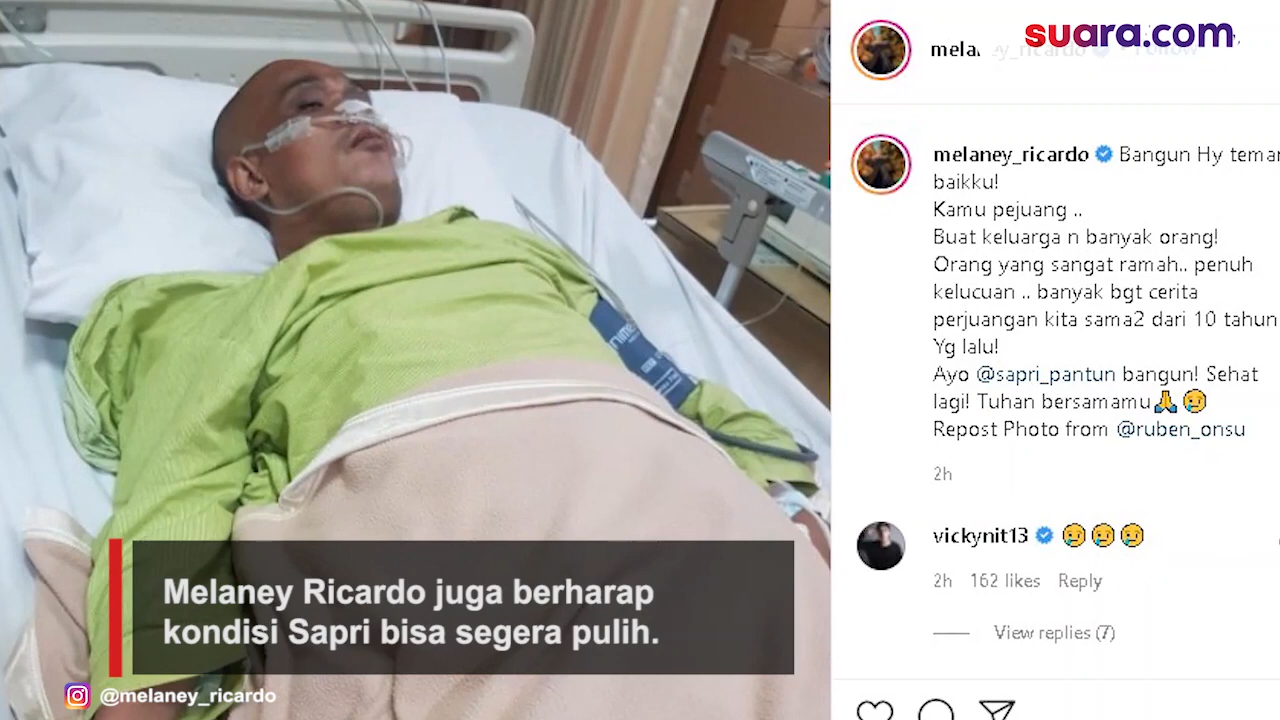 suara.com
mela.
melaney_ricardo Bangun Hy teman
baikku!
Kamu pejuang ..
Buat keluarga n banyak orang!
Orang yang sangat ramah.. penuh
kelucuan .. banyak bgt cerita
perjuangan kita sama2 dari 10 tahun
Yg lalu!
Ayo @sapri_pantun bangun! Sehat
lagi! Tuhan bersamamu🙏😢
Repost Photo from @ruben_onsu
2h
vickynit13 😢😢😢
2h 162 likes Reply
View replies (7)
Melaney Ricardo juga berharap
kondisi Sapri bisa segera pulih.
@melaney_ricardo